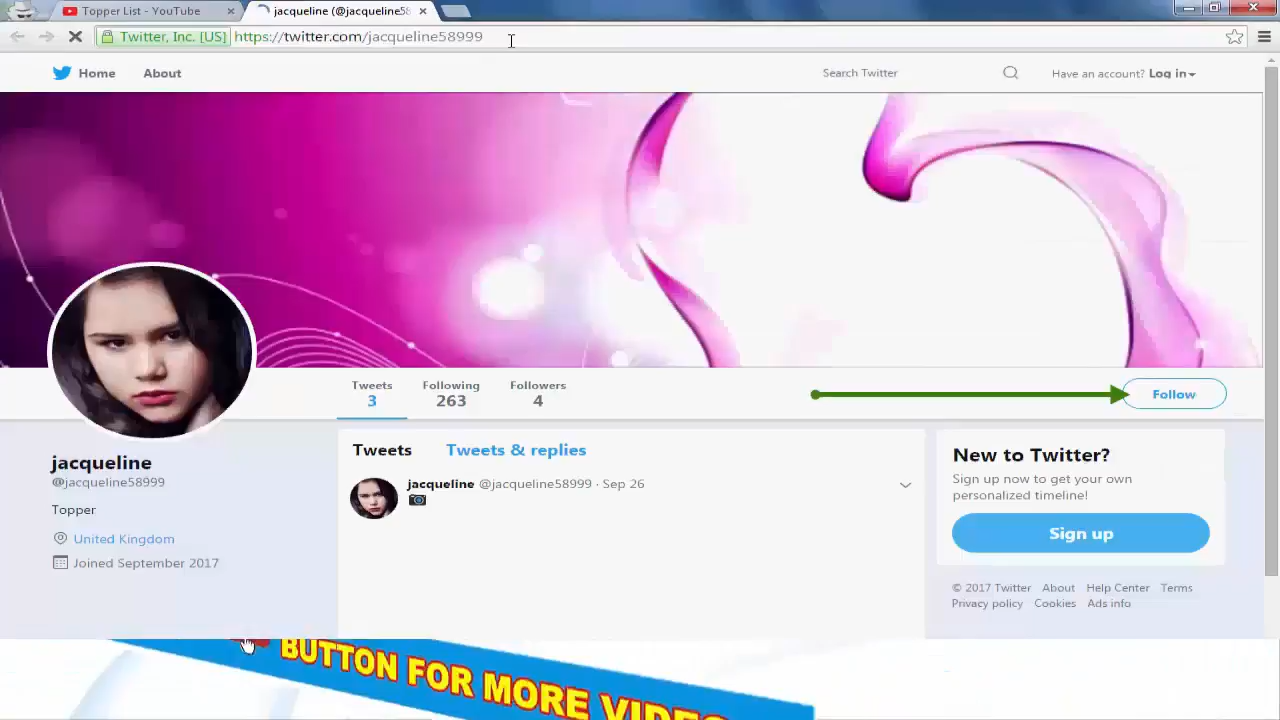 Topper List - YouTube
jacqueline (@jacqueline58
Twitter, Inc. [US] https://twitter.com/jacqueline58999
Home About Search Twitter Have an account? Log in
Tweets Following Followers
3 263 4
Follow
jacqueline
@jacqueline58999
Topper
United Kingdom
Joined September 2017
Tweets Tweets & replies
jacqueline @jacqueline58999 · Sep 26
New to Twitter?
Sign up now to get your own
personalized timeline!
Sign up
© 2017 Twitter About Help Center Terms
Privacy policy Cookies Ads info
BUTTON FOR MORE VIDEO